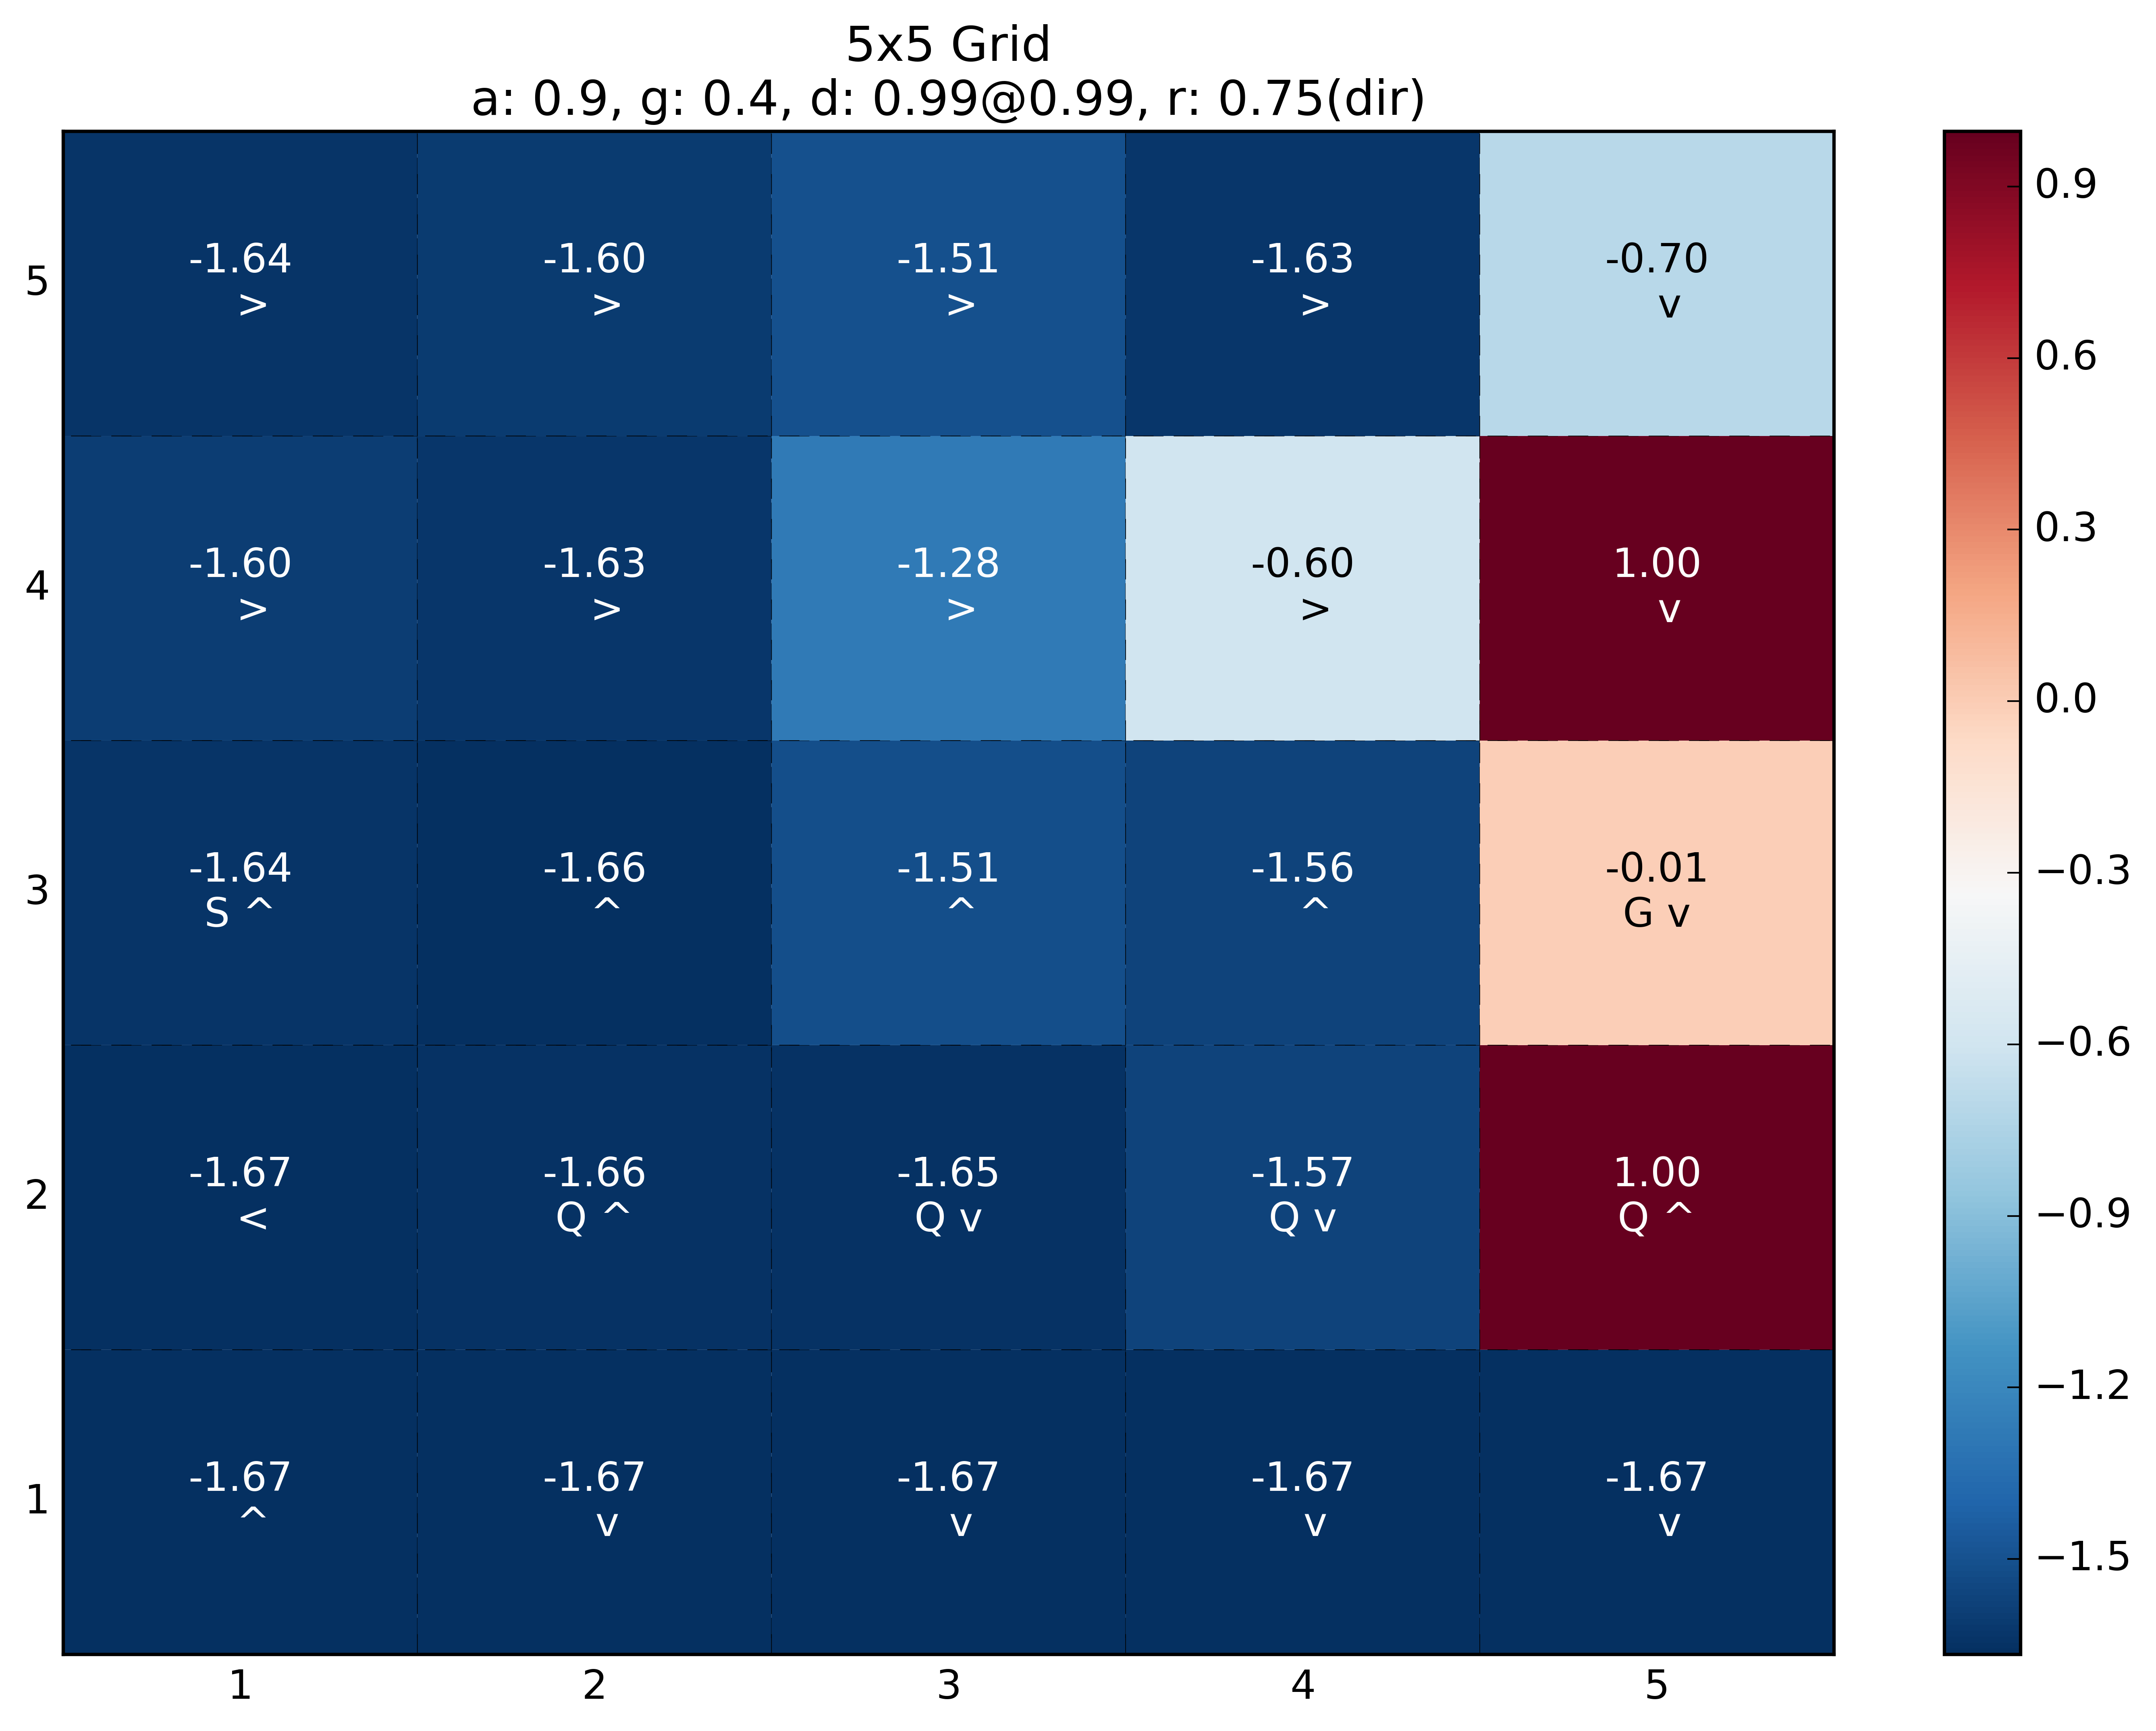 5x5 Grid
a: 0.9, g: 0.4, d: 0.99@0.99, r: 0.75(dir)
5
-1.64 -1.60 -1.51 -1.63 -0.70
> > > > v
4
-1.60 -1.63 -1.28 -0.60 1.00
> > > > v
3
-1.64 -1.66 -1.51 -1.56 -0.01
S ^ ^ ^ ^ G v
2
-1.67 -1.66 -1.65 -1.57 1.00
< Q ^ Q v Q v Q ^
1
-1.67 -1.67 -1.67 -1.67 -1.67
^ v v v v
1 2 3 4 5
0.9
0.6
0.3
0.0
−0.3
−0.6
−0.9
−1.2
−1.5